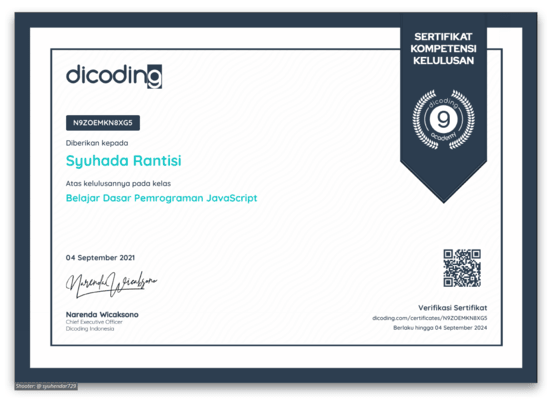 SERTIFIKAT
KOMPETENSI
KELULUSAN
dicoding
dicoding
9
academy
N9ZOEMKN8XG5
Diberikan kepada
Syuhada Rantisi
Atas kelulusannya pada kelas
Belajar Dasar Pemrograman JavaScript
04 September 2021
Narenda Wicaksono
Narenda Wicaksono
Chief Executive Officer
Dicoding Indonesia
Verifikasi Sertifikat
dicoding.com/certificates/N9ZOEMKN8XG5
Berlaku hingga 04 September 2024
Shooter: @ syuhendar729